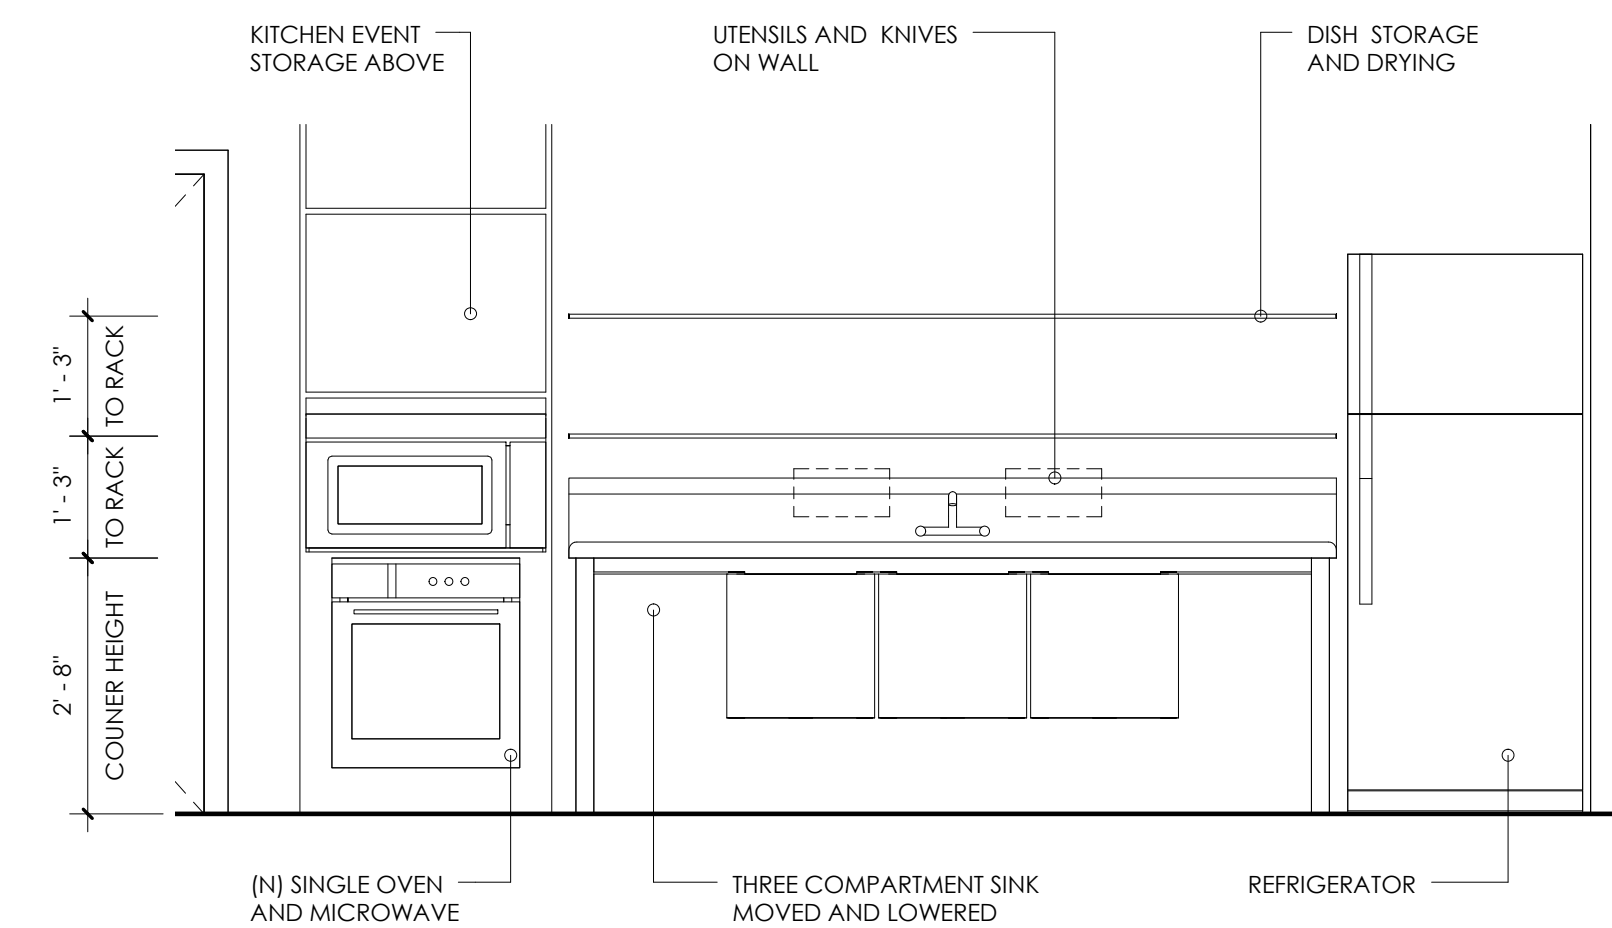 KITCHEN EVENT
STORAGE ABOVE
UTENSILS AND KNIVES
ON WALL
DISH STORAGE
AND DRYING
1' - 3"
TO RACK
1' - 3"
TO RACK
2' - 8"
COUNER HEIGHT
(N) SINGLE OVEN
AND MICROWAVE
THREE COMPARTMENT SINK
MOVED AND LOWERED
REFRIGERATOR